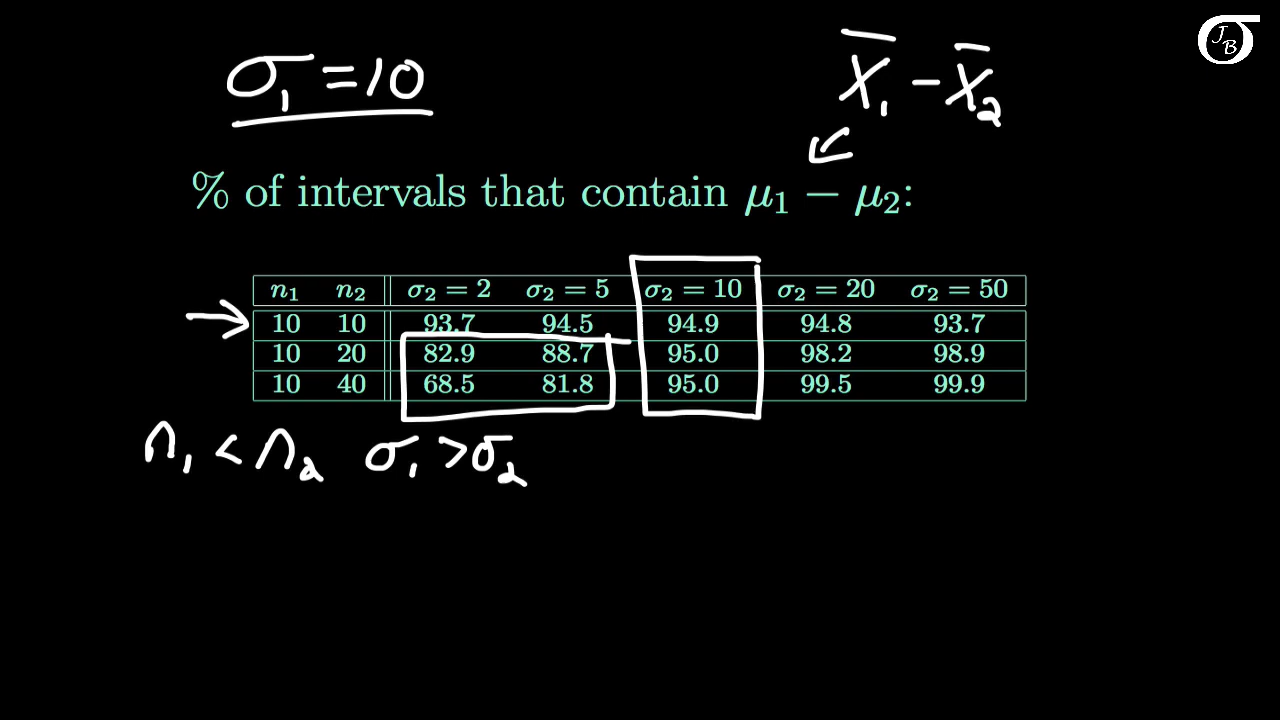 σ₁ = 10
X̄₁ − X̄₂
JB
% of intervals that contain μ₁ − μ₂:
n₁ n₂ σ₂ = 2 σ₂ = 5 σ₂ = 10 σ₂ = 20 σ₂ = 50
10 10 93.7 94.5 94.9 94.8 93.7
10 20 82.9 88.7 95.0 98.2 98.9
10 40 68.5 81.8 95.0 99.5 99.9
n₁ < n₂ σ₁ > σ₂